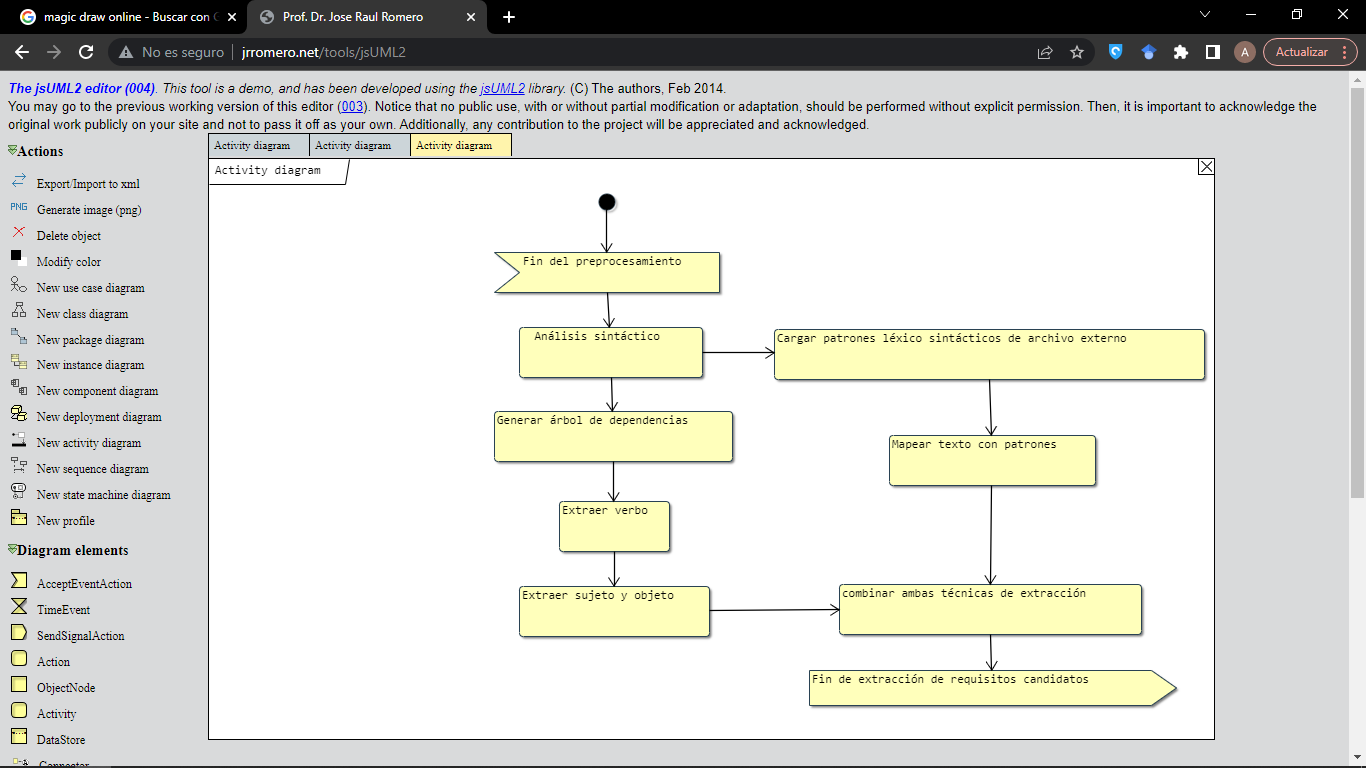 magic draw online - Buscar con G
Prof. Dr. Jose Raul Romero
No es seguro
jrromero.net/tools/jsUML2
A
Actualizar
The jsUML2 editor (004). This tool is a demo, and has been developed using the jsUML2 library. (C) The authors, Feb 2014.
You may go to the previous working version of this editor (003). Notice that no public use, with or without partial modification or adaptation, should be performed without explicit permission. Then, it is important to acknowledge the
original work publicly on your site and not to pass it off as your own. Additionally, any contribution to the project will be appreciated and acknowledged.
Actions
Export/Import to xml
PNG Generate image (png)
Delete object
Modify color
New use case diagram
New class diagram
New package diagram
New instance diagram
New component diagram
New deployment diagram
New activity diagram
New sequence diagram
New state machine diagram
New profile
Diagram elements
AcceptEventAction
TimeEvent
SendSignalAction
Action
ObjectNode
Activity
DataStore
Connector
Activity diagram
Activity diagram
Activity diagram
Activity diagram
Fin del preprocesamiento
Análisis sintáctico
Cargar patrones léxico sintácticos de archivo externo
Generar árbol de dependencias
Mapear texto con patrones
Extraer verbo
Extraer sujeto y objeto
combinar ambas técnicas de extracción
Fin de extracción de requisitos candidatos